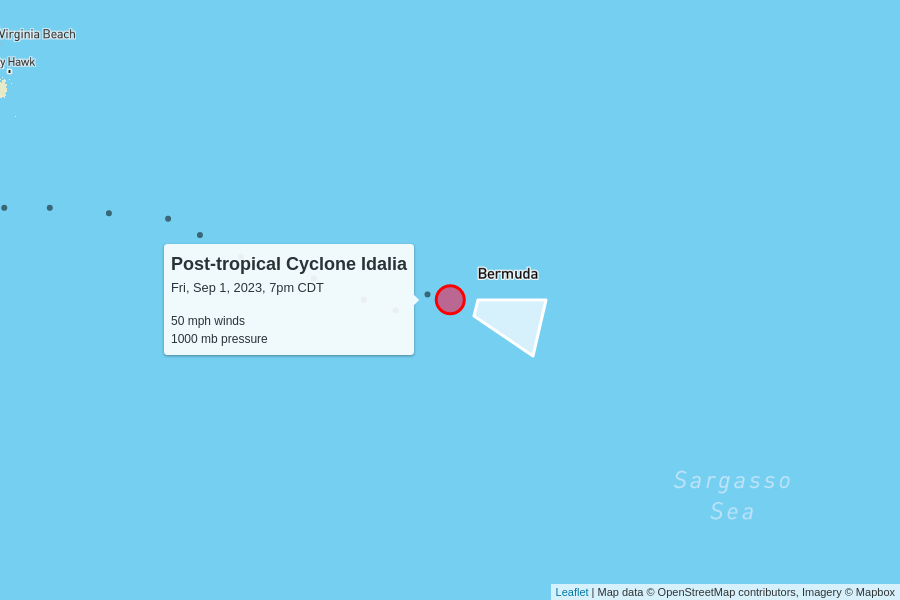 Virginia Beach
y Hawk
Bermuda
Post-tropical Cyclone Idalia
Fri, Sep 1, 2023, 7pm CDT
50 mph winds
1000 mb pressure
Sargasso
Sea
Leaflet | Map data © OpenStreetMap contributors, Imagery © Mapbox